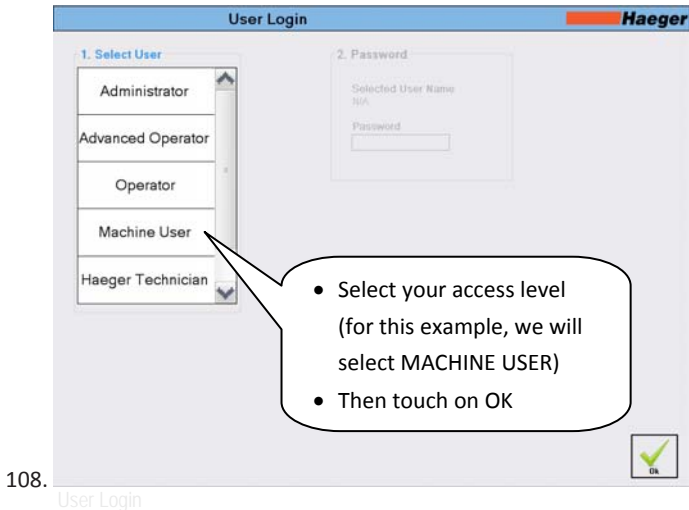 User Login
Haeger
1. Select User
Administrator
Advanced Operator
Operator
Machine User
Haeger Technician
2. Password
Selected User Name
N/A
Password
• Select your access level
(for this example, we will
select MACHINE USER)
• Then touch on OK
Ok
108.
User Login